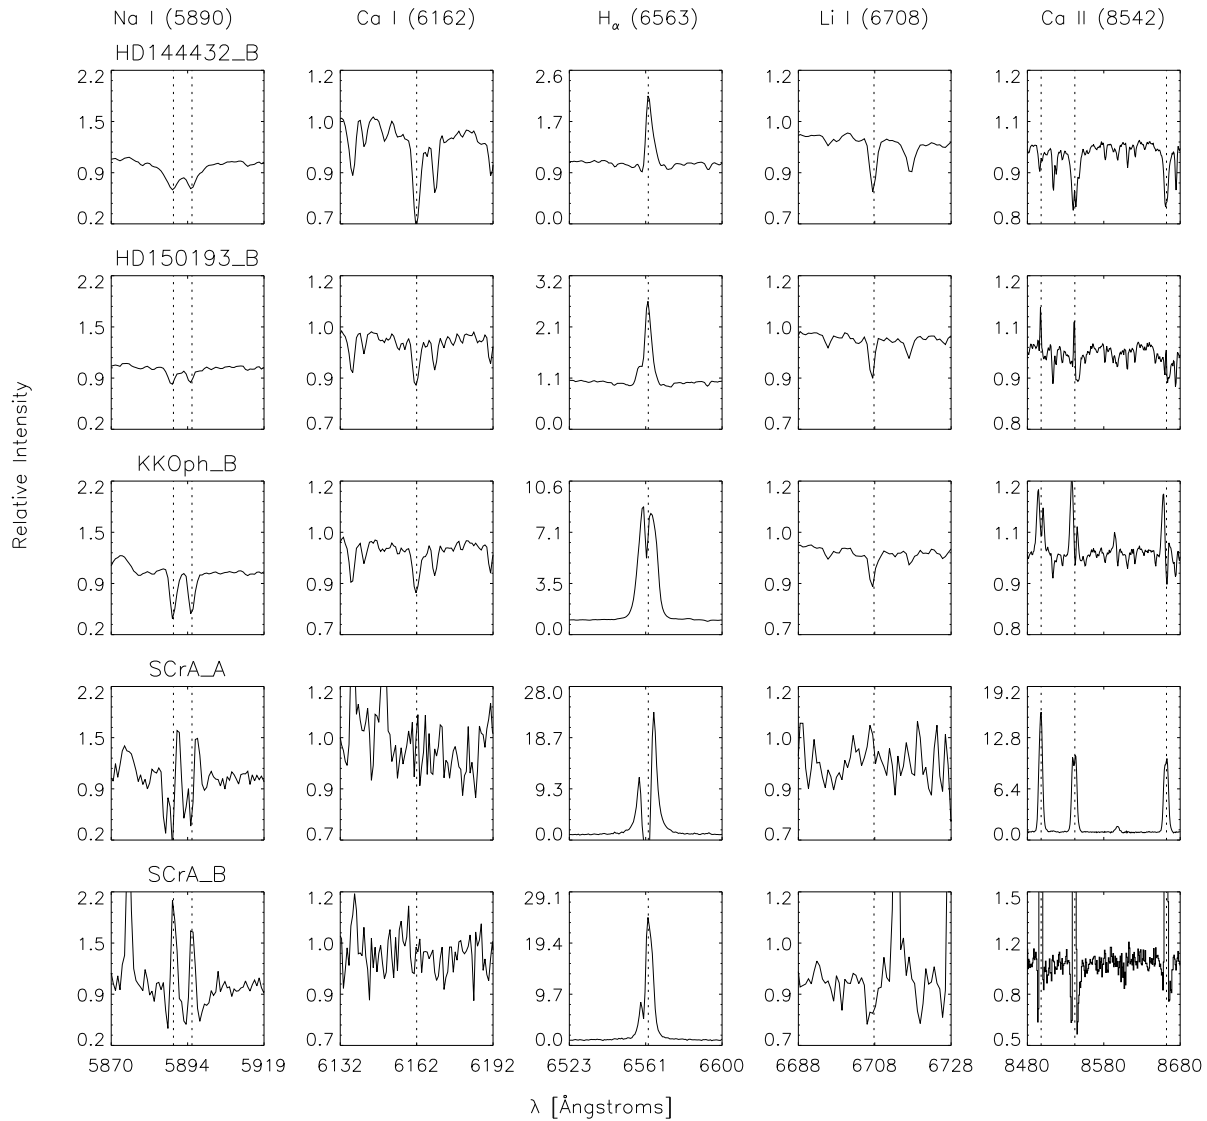 Na I (5890) Ca I (6162) Hα (6563) Li I (6708) Ca II (8542)
HD144432_B
2.2 1.2 2.6 1.2 1.2
1.5 1.0 1.7 1.0 1.1
0.9 0.9 0.9 0.9 0.9
0.2 0.7 0.0 0.7 0.8
HD150193_B
2.2 1.2 3.2 1.2 1.2
1.5 1.0 2.1 1.0 1.1
0.9 0.9 1.1 0.9 0.9
0.2 0.7 0.0 0.7 0.8
Relative Intensity
KKOph_B
2.2 1.2 10.6 1.2 1.2
1.5 1.0 7.1 1.0 1.1
0.9 0.9 3.5 0.9 0.9
0.2 0.7 0.0 0.7 0.8
SCrA_A
2.2 1.2 28.0 1.2 19.2
1.5 1.0 18.7 1.0 12.8
0.9 0.9 9.3 0.9 6.4
0.2 0.7 0.0 0.7 0.0
SCrA_B
2.2 1.2 29.1 1.2 1.5
1.5 1.0 19.4 1.0 1.2
0.9 0.9 9.7 0.9 0.8
0.2 0.7 0.0 0.7 0.5
5870 5894 5919 6132 6162 6192 6523 6561 6600 6688 6708 6728 8480 8580 8680
λ [Ångstroms]